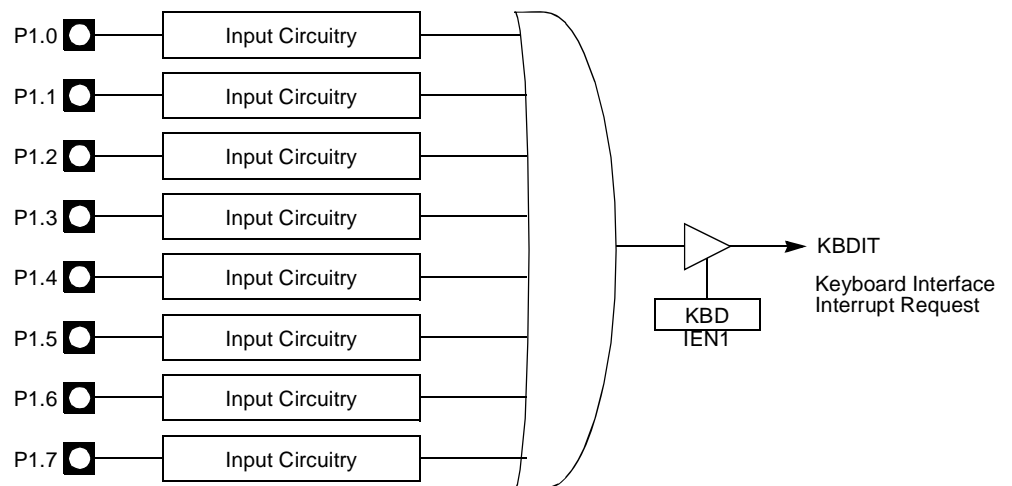 P1.0 Input Circuitry
P1.1 Input Circuitry
P1.2 Input Circuitry
P1.3 Input Circuitry
KBDIT
P1.4 Input Circuitry
Keyboard Interface
Interrupt Request
KBD
IEN1
P1.5 Input Circuitry
P1.6 Input Circuitry
P1.7 Input Circuitry